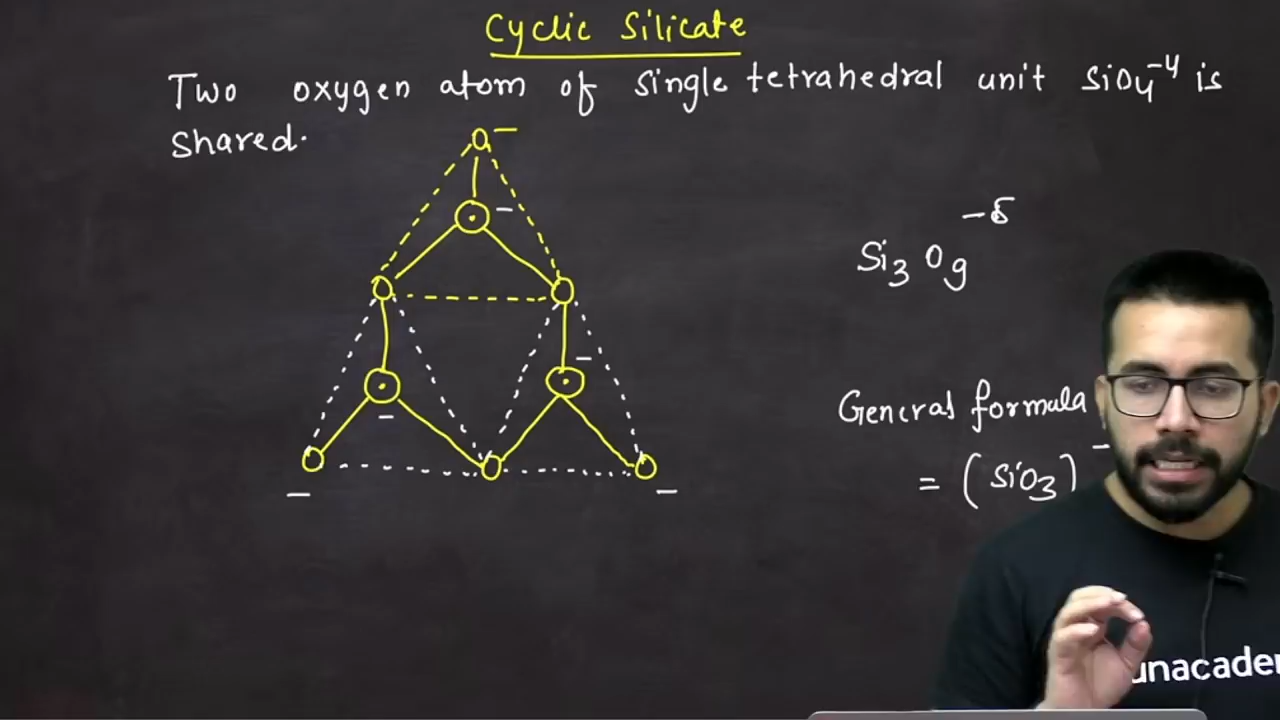 Cyclic Silicate
Two oxygen atom of single tetrahedral unit SiO4⁻⁴ is
shared.
Si3O9⁻⁶
General formula
= (SiO3)⁻
unacade